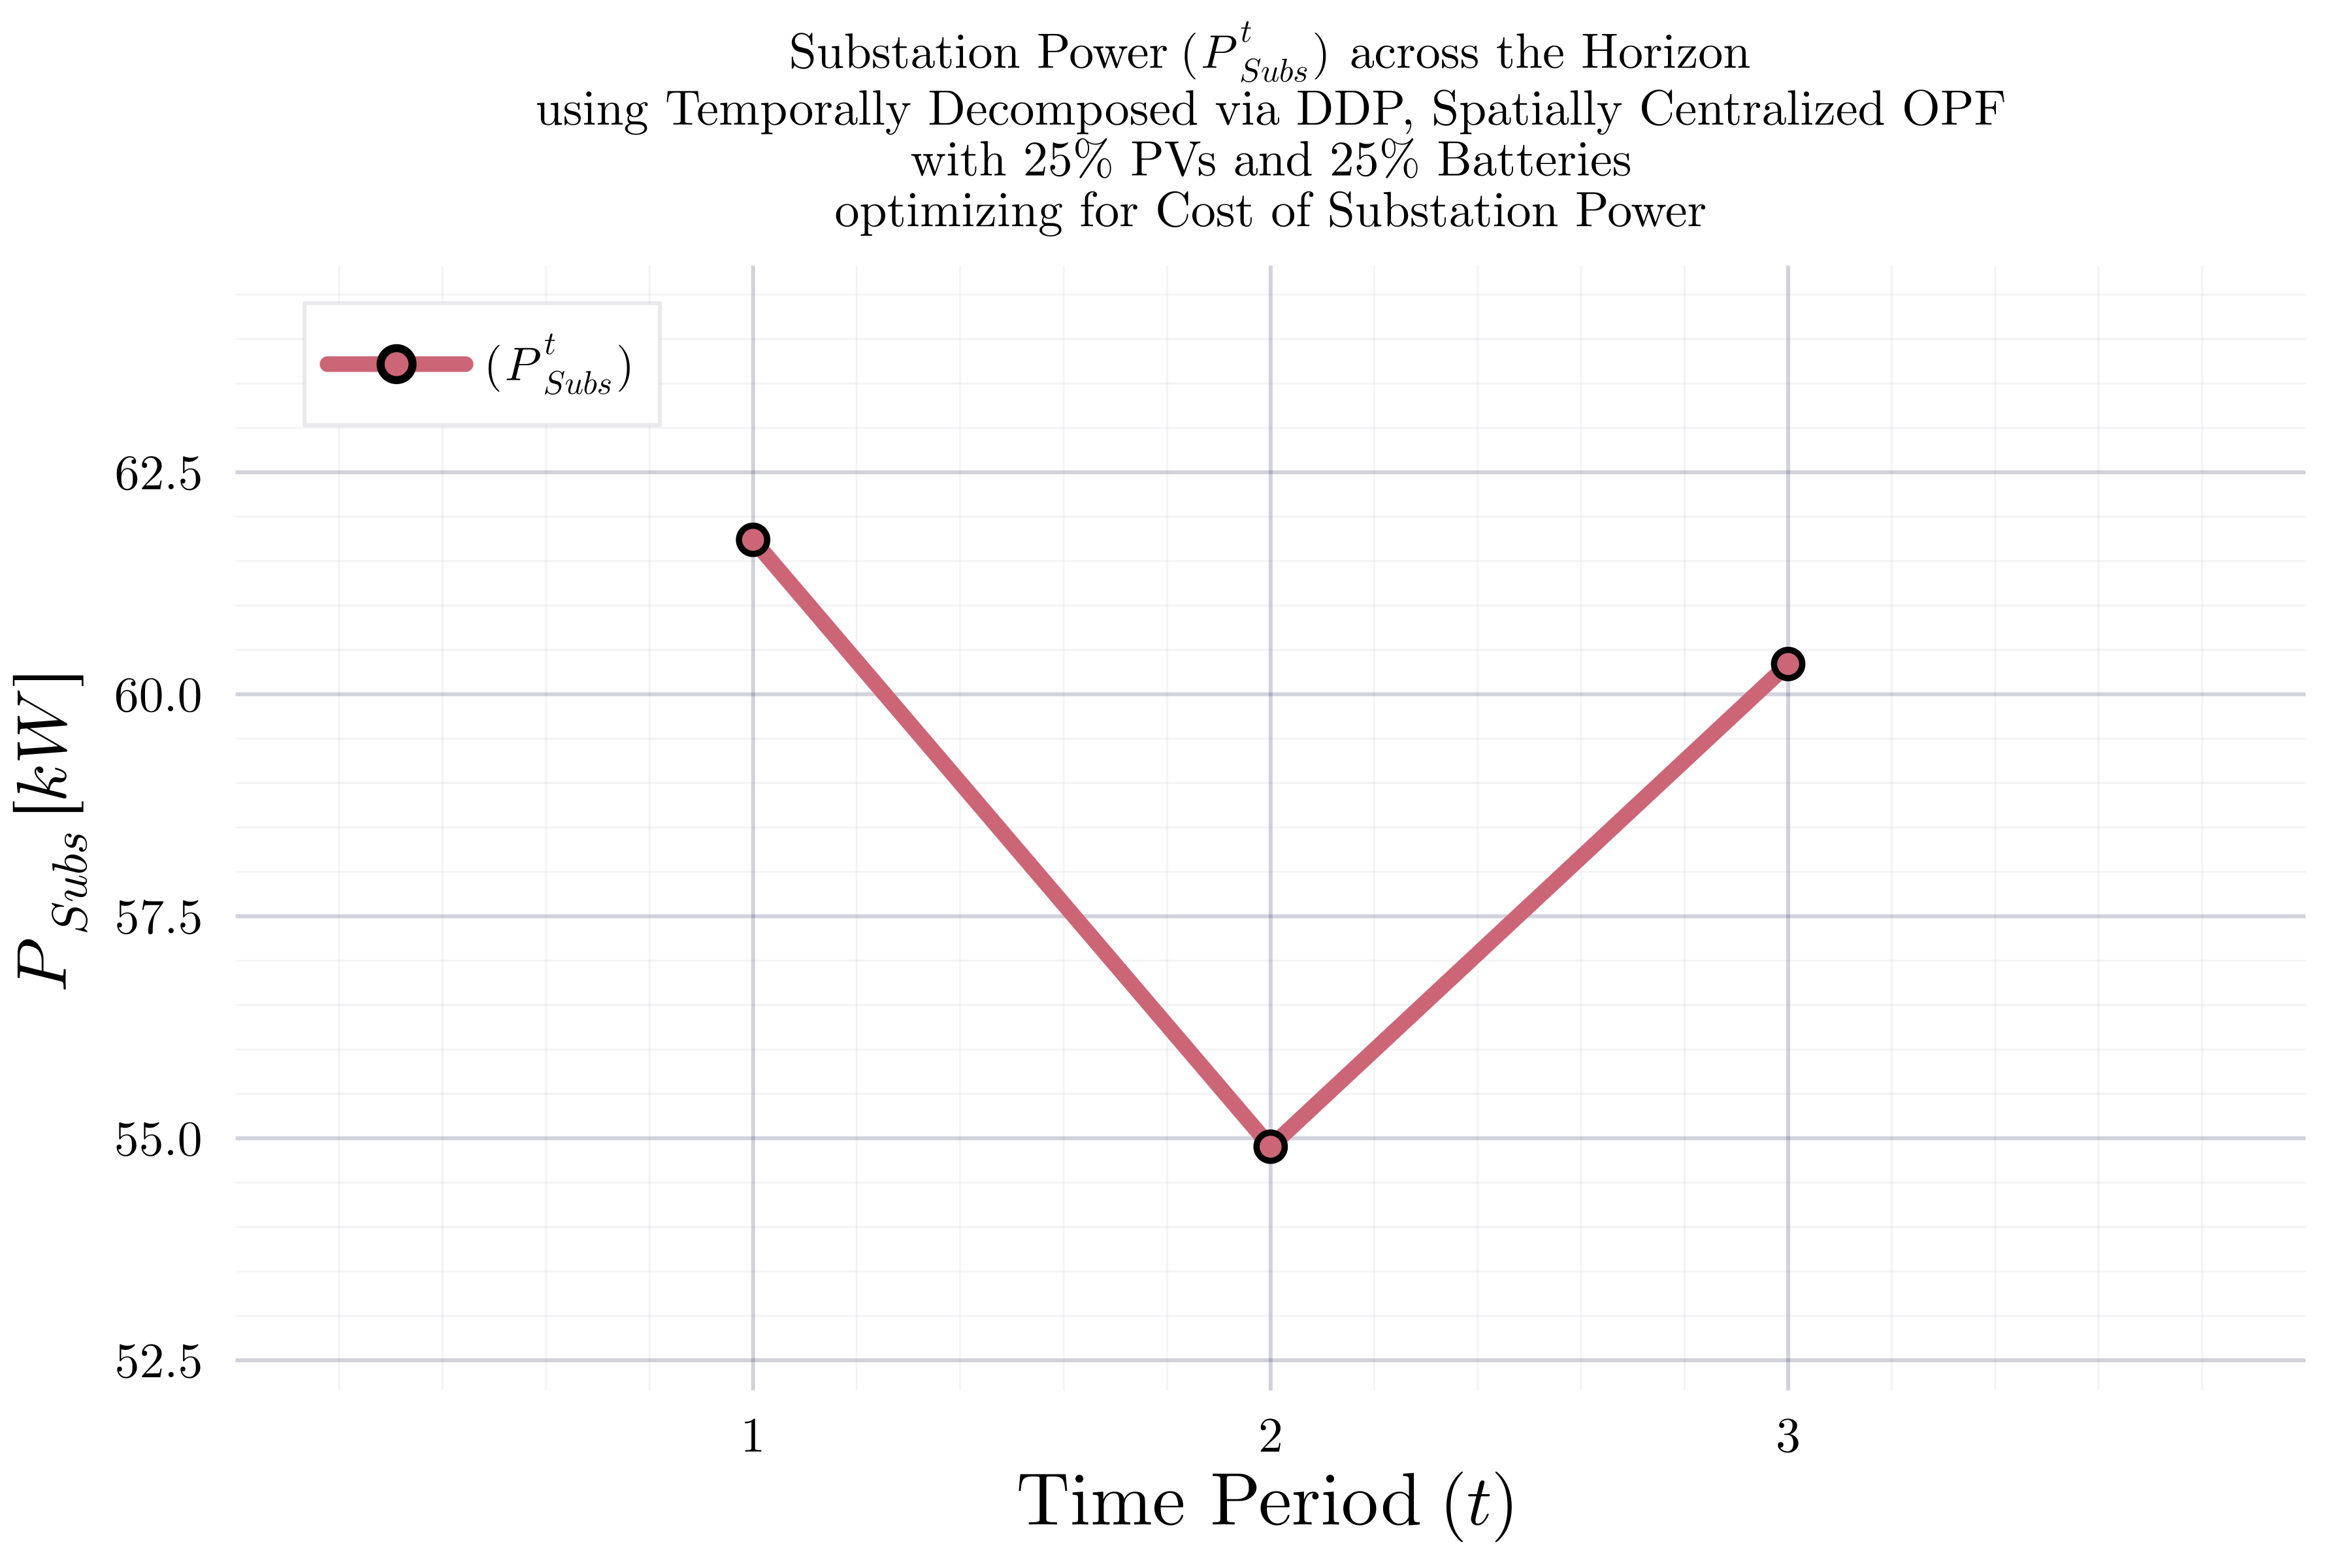 Substation Power (P^t_Subs) across the Horizon
using Temporally Decomposed via DDP, Spatially Centralized OPF
with 25% PVs and 25% Batteries
optimizing for Cost of Substation Power
(P^t_Subs)
62.5
60.0
57.5
55.0
52.5
P_Subs [kW]
1 2 3
Time Period (t)